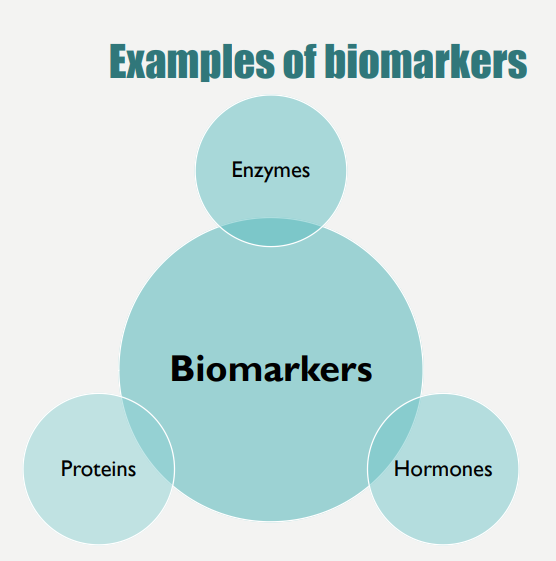 Examples of biomarkers
Enzymes
Biomarkers
Proteins
Hormones